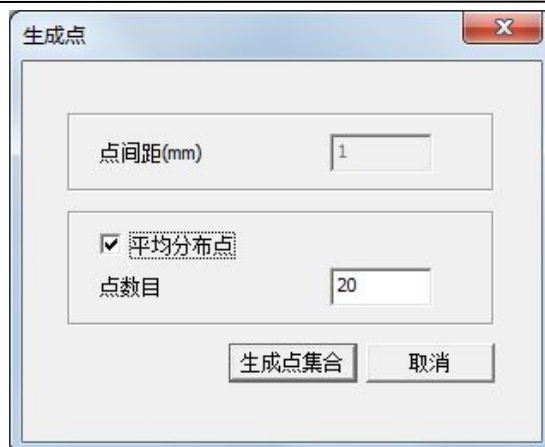 生成点
点间距(mm) 1
平均分布点
点数目 20
生成点集合 取消